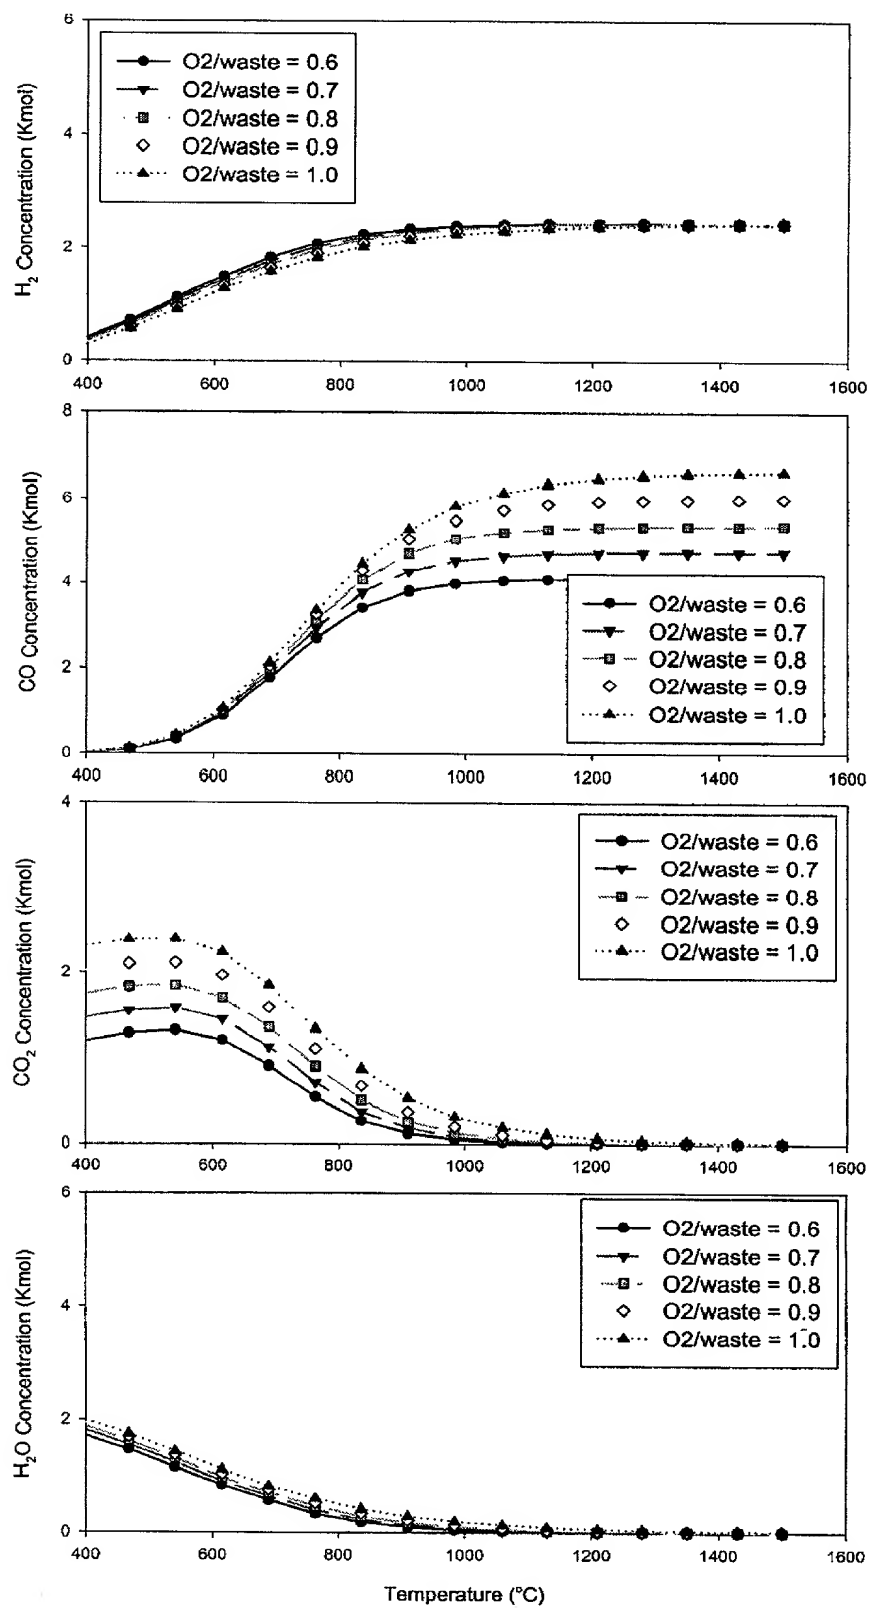 6
O2/waste = 0.6
O2/waste = 0.7
O2/waste = 0.8
O2/waste = 0.9
O2/waste = 1.0
4
2
0
H2 Concentration (Kmol)
400 600 800 1000 1200 1400 1600
8
6
4
2
0
CO Concentration (Kmol)
O2/waste = 0.6
O2/waste = 0.7
O2/waste = 0.8
O2/waste = 0.9
O2/waste = 1.0
400 600 800 1000 1200 1400 1600
4
2
0
CO2 Concentration (Kmol)
O2/waste = 0.6
O2/waste = 0.7
O2/waste = 0.8
O2/waste = 0.9
O2/waste = 1.0
400 600 800 1000 1200 1400 1600
6
4
2
0
H2O Concentration (Kmol)
O2/waste = 0.6
O2/waste = 0.7
O2/waste = 0.8
O2/waste = 0.9
O2/waste = 1.0
400 600 800 1000 1200 1400 1600
Temperature (°C)